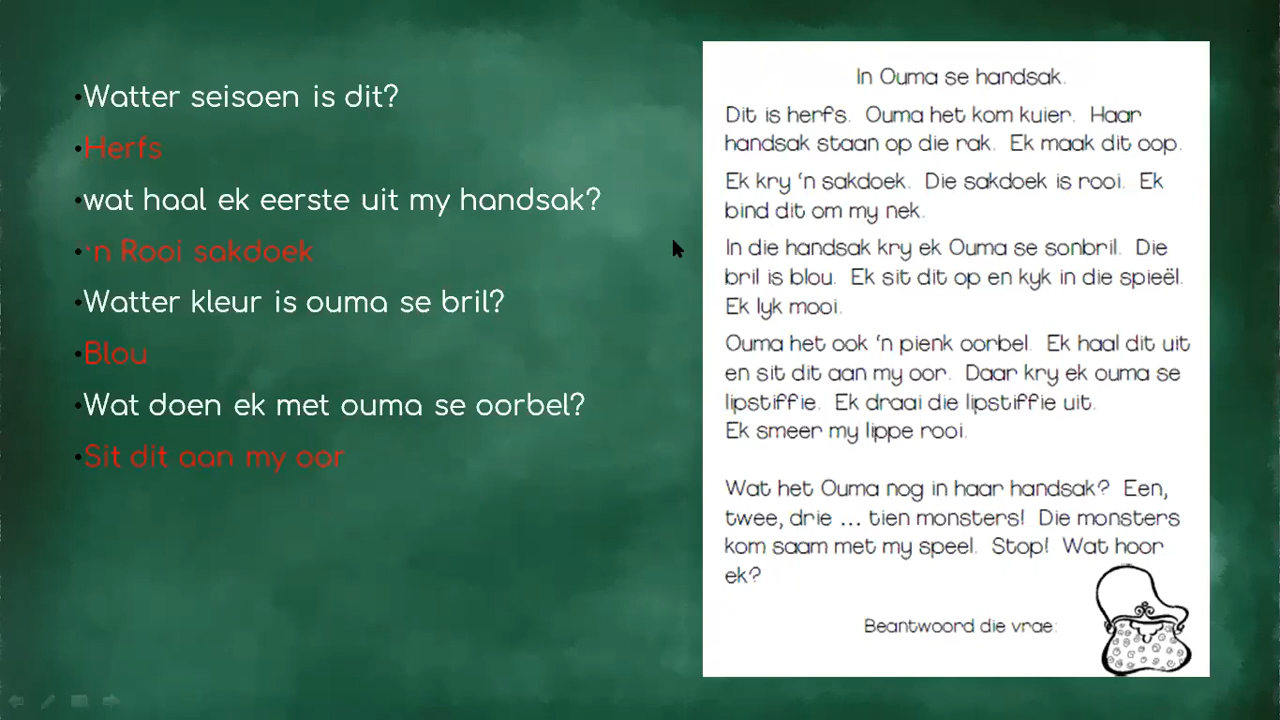 •Watter seisoen is dit?
•Herfs
•wat haal ek eerste uit my handsak?
•‘n Rooi sakdoek
•Watter kleur is ouma se bril?
•Blou
•Wat doen ek met ouma se oorbel?
•Sit dit aan my oor
In Ouma se handsak.
Dit is herfs. Ouma het kom kuier. Haar
handsak staan op die rak. Ek maak dit oop.
Ek kry ‘n sakdoek. Die sakdoek is rooi. Ek
bind dit om my nek.
In die handsak kry ek Ouma se sonbril. Die
bril is blou. Ek sit dit op en kyk in die spieël.
Ek lyk mooi.
Ouma het ook ‘n pienk oorbel. Ek haal dit uit
en sit dit aan my oor. Daar kry ek ouma se
lipstiffie. Ek draai die lipstiffie uit.
Ek smeer my lippe rooi.
Wat het Ouma nog in haar handsak? Een,
twee, drie ... tien monsters! Die monsters
kom saam met my speel. Stop! Wat hoor
ek?
Beantwoord die vrae: